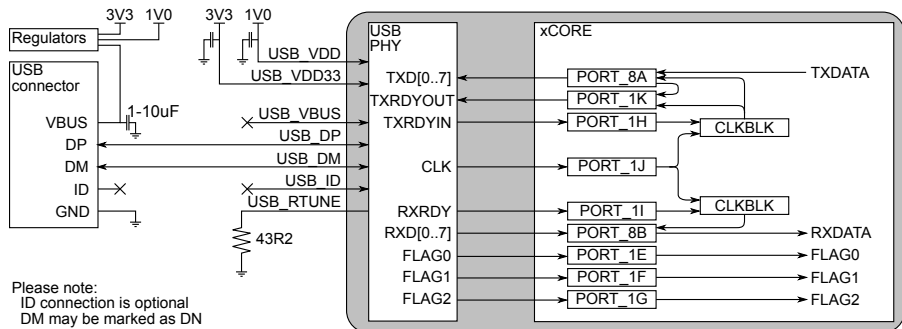 3V3 1V0
Regulators
USB
connector
VBUS
DP
DM
ID
GND
1-10uF
3V3 1V0
USB_VDD
USB_VDD33
USB_VBUS
USB_DP
USB_DM
USB_ID
USB_RTUNE
43R2
USB
PHY
TXD[0..7]
TXRDYOUT
TXRDYIN
CLK
RXRDY
RXD[0..7]
FLAG0
FLAG1
FLAG2
xCORE
PORT_8A
PORT_1K
PORT_1H
PORT_1J
PORT_1I
PORT_8B
PORT_1E
PORT_1F
PORT_1G
CLKBLK
CLKBLK
TXDATA
RXDATA
FLAG0
FLAG1
FLAG2
Please note:
ID connection is optional
DM may be marked as DN